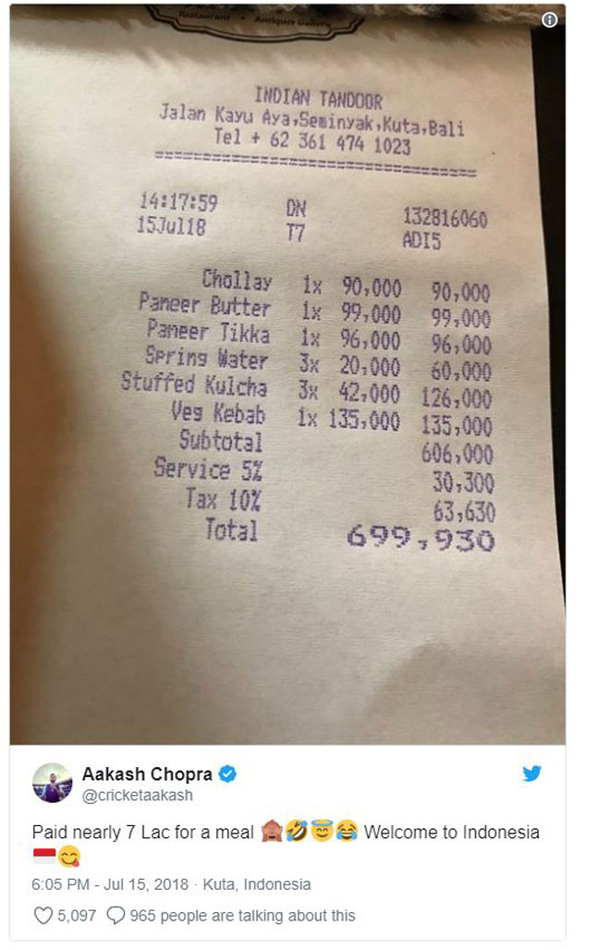 Restaurant • Antiques Gallery
INDIAN TANDOOR
Jalan Kayu Aya,Seminyak,Kuta,Bali
Tel + 62 361 474 1023
================================
14:17:59 DN 132816060
15Jul18 T7 ADI5
Chollay 1x 90,000 90,000
Paneer Butter 1x 99,000 99,000
Paneer Tikka 1x 96,000 96,000
Spring Water 3x 20,000 60,000
Stuffed Kulcha 3x 42,000 126,000
Veg Kebab 1x 135,000 135,000
Subtotal 606,000
Service 5% 30,300
Tax 10% 63,630
Total 699,930
Aakash Chopra
@cricketaakash
Paid nearly 7 Lac for a meal 🙈🤣😇😂 Welcome to Indonesia
🇮🇩😋
6:05 PM - Jul 15, 2018 · Kuta, Indonesia
5,097 965 people are talking about this